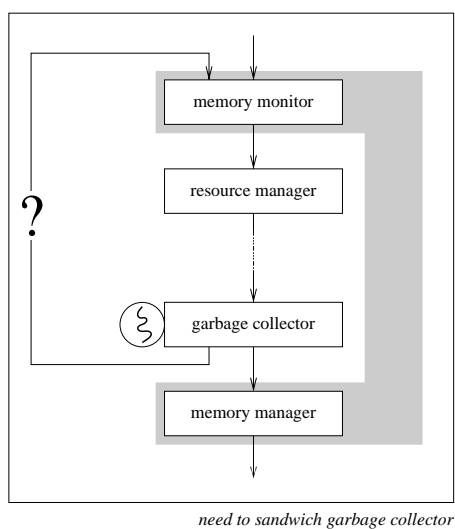 memory monitor
resource manager
?
garbage collector
memory manager
need to sandwich garbage collector